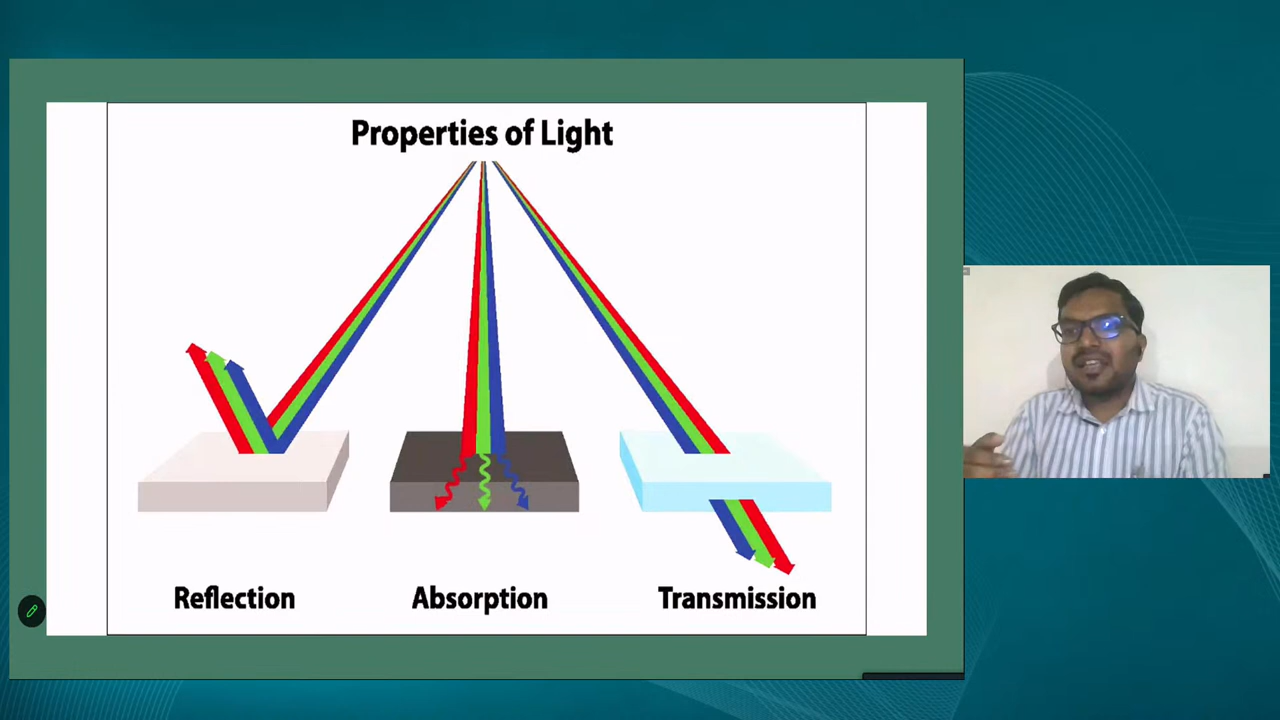 Properties of Light
Reflection
Absorption
Transmission